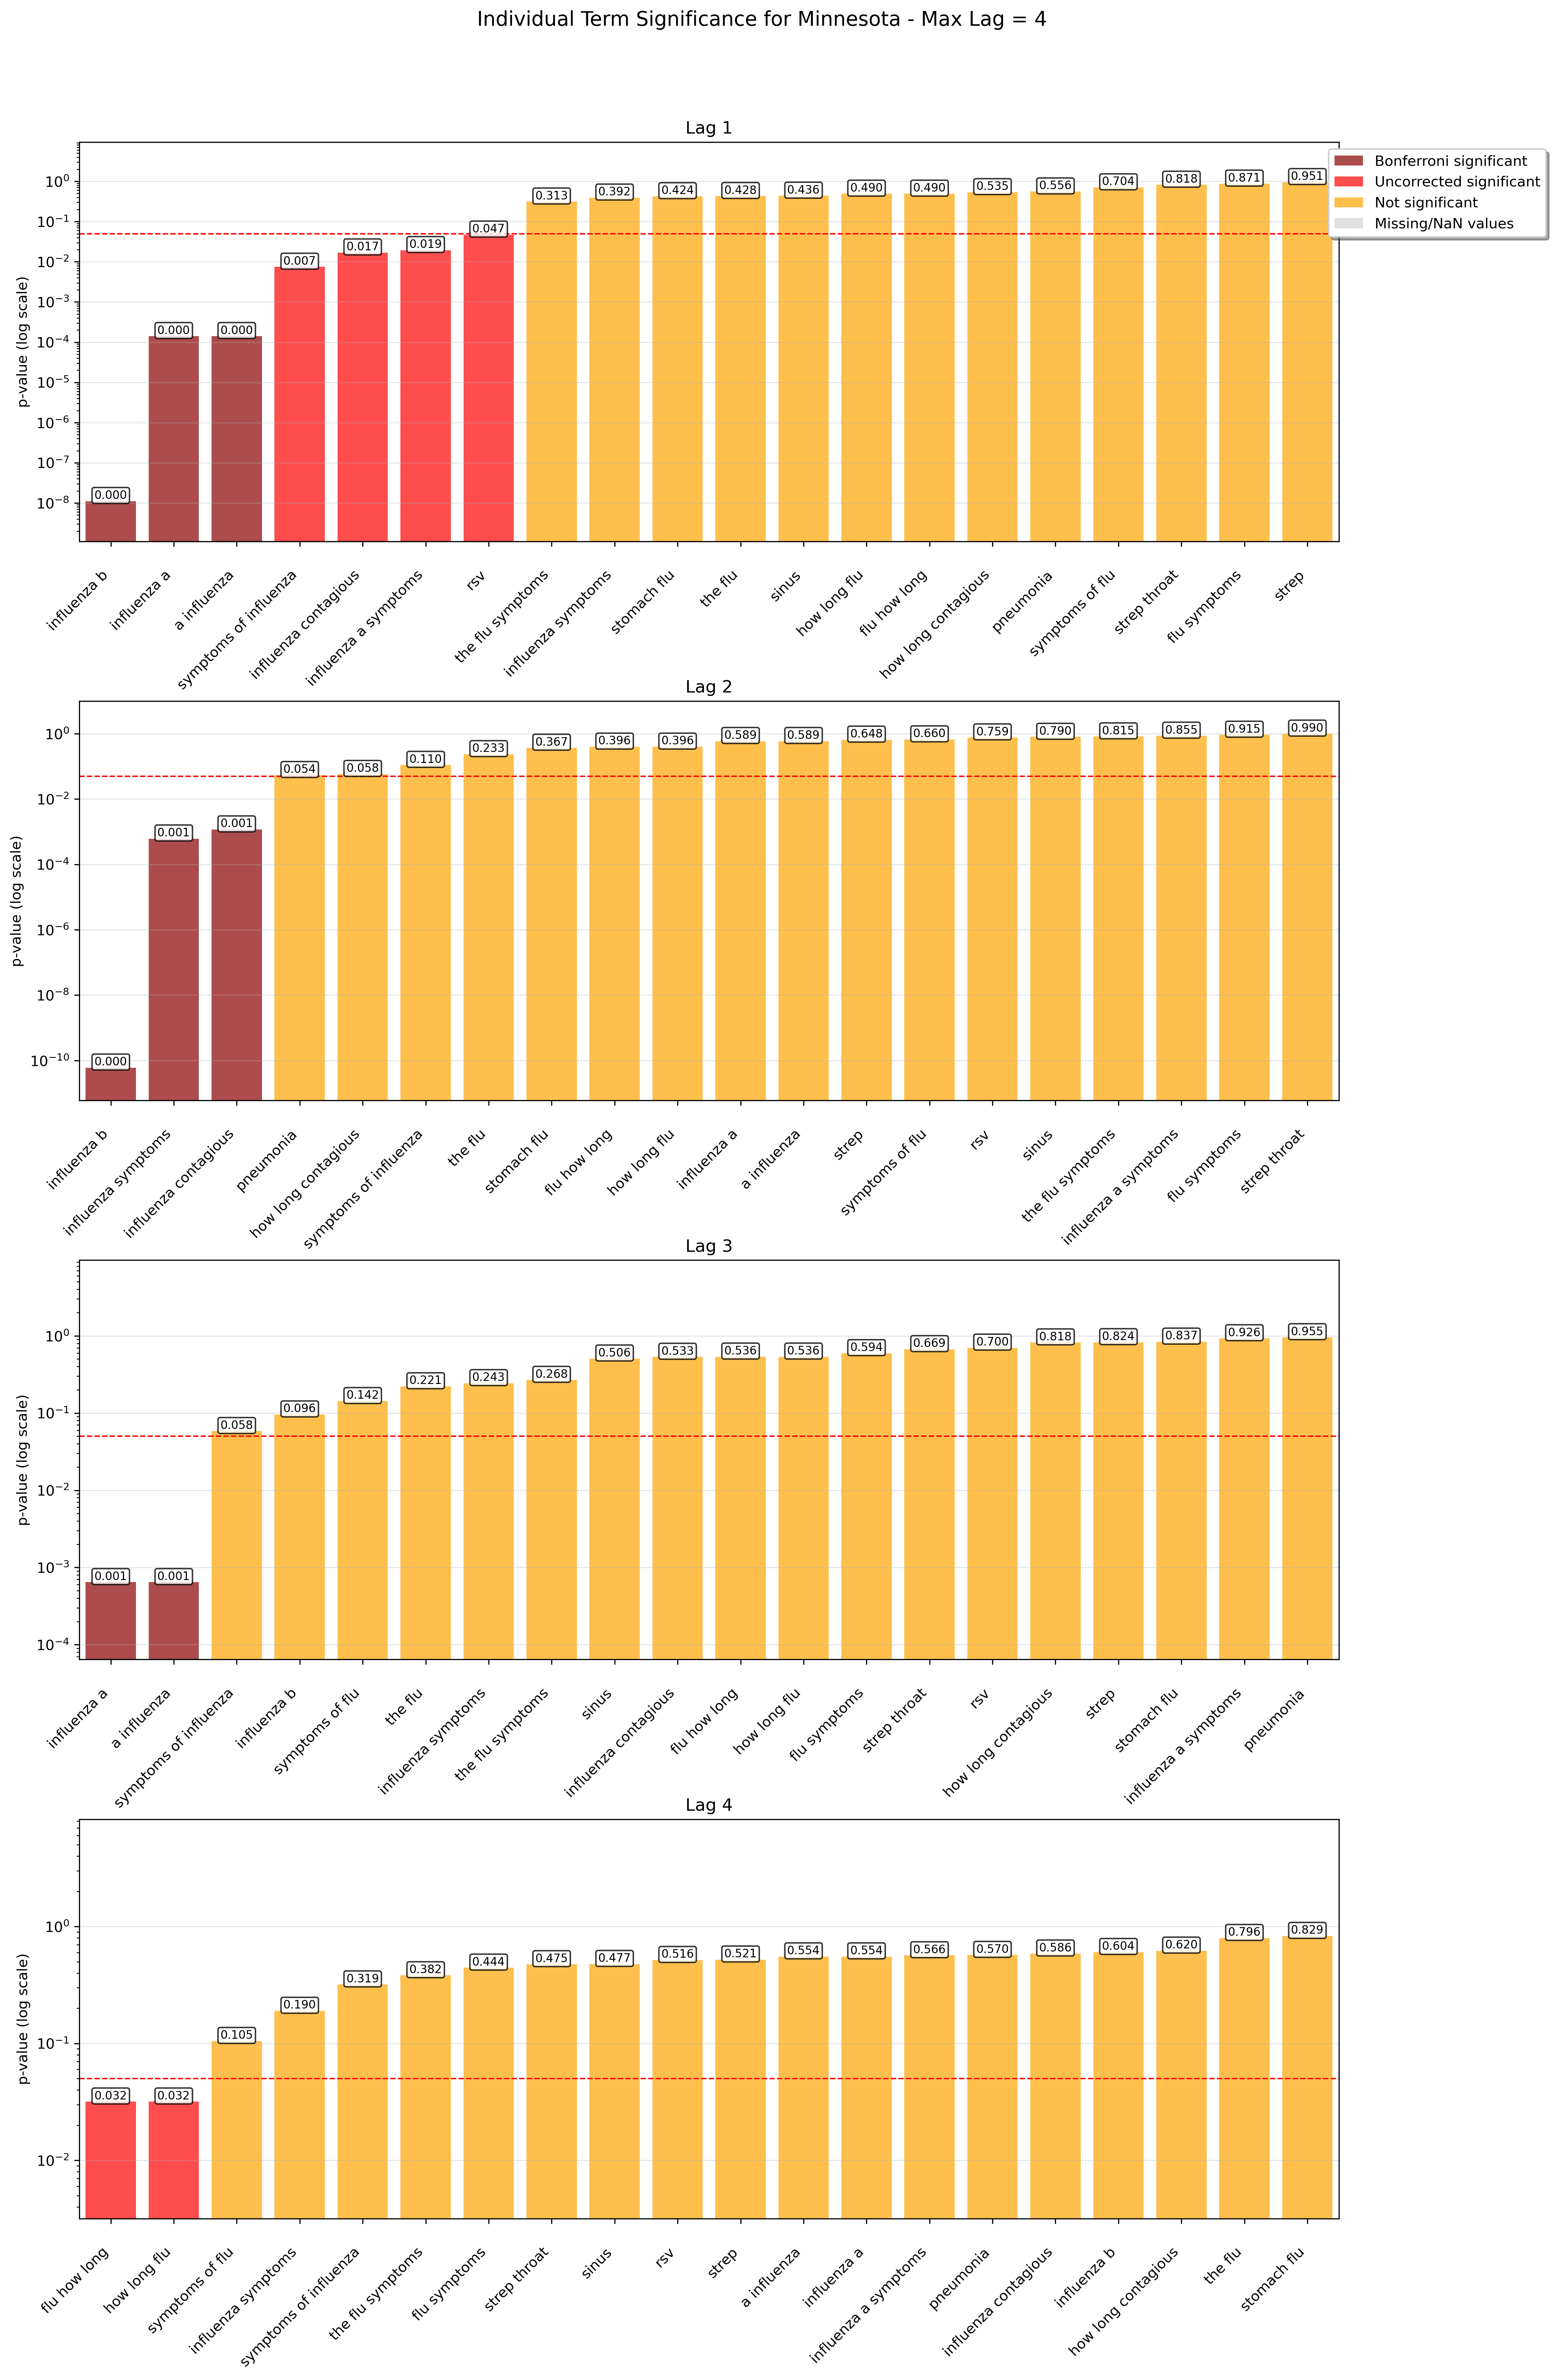 Individual Term Significance for Minnesota - Max Lag = 4
Lag 1
Bonferroni significant
Uncorrected significant
Not significant
Missing/NaN values
p-value (log scale)
10⁰
10⁻¹
10⁻²
10⁻³
10⁻⁴
10⁻⁵
10⁻⁶
10⁻⁷
10⁻⁸
0.000
0.000
0.000
0.007
0.017
0.019
0.047
0.313
0.392
0.424
0.428
0.436
0.490
0.490
0.535
0.556
0.704
0.818
0.871
0.951
influenza b
influenza a
a influenza
symptoms of influenza
influenza contagious
influenza a symptoms
rsv
the flu symptoms
influenza symptoms
stomach flu
the flu
sinus
how long flu
flu how long
how long contagious
pneumonia
symptoms of flu
strep throat
flu symptoms
strep
Lag 2
p-value (log scale)
10⁰
10⁻²
10⁻⁴
10⁻⁶
10⁻⁸
10⁻¹⁰
0.000
0.001
0.001
0.054
0.058
0.110
0.233
0.367
0.396
0.396
0.589
0.589
0.648
0.660
0.759
0.790
0.815
0.855
0.915
0.990
influenza b
influenza symptoms
influenza contagious
pneumonia
how long contagious
symptoms of influenza
the flu
stomach flu
flu how long
how long flu
influenza a
a influenza
strep
symptoms of flu
rsv
sinus
the flu symptoms
influenza a symptoms
flu symptoms
strep throat
Lag 3
p-value (log scale)
10⁰
10⁻¹
10⁻²
10⁻³
10⁻⁴
0.001
0.001
0.058
0.096
0.142
0.221
0.243
0.268
0.506
0.533
0.536
0.536
0.594
0.669
0.700
0.818
0.824
0.837
0.926
0.955
influenza a
a influenza
symptoms of influenza
influenza b
symptoms of flu
the flu
influenza symptoms
the flu symptoms
sinus
influenza contagious
flu how long
how long flu
flu symptoms
strep throat
rsv
how long contagious
strep
stomach flu
influenza a symptoms
pneumonia
Lag 4
p-value (log scale)
10⁰
10⁻¹
10⁻²
0.032
0.032
0.105
0.190
0.319
0.382
0.444
0.475
0.477
0.516
0.521
0.554
0.554
0.566
0.570
0.586
0.604
0.620
0.796
0.829
flu how long
how long flu
symptoms of flu
influenza symptoms
symptoms of influenza
the flu symptoms
flu symptoms
strep throat
sinus
rsv
strep
a influenza
influenza a
influenza a symptoms
pneumonia
influenza contagious
influenza b
how long contagious
the flu
stomach flu